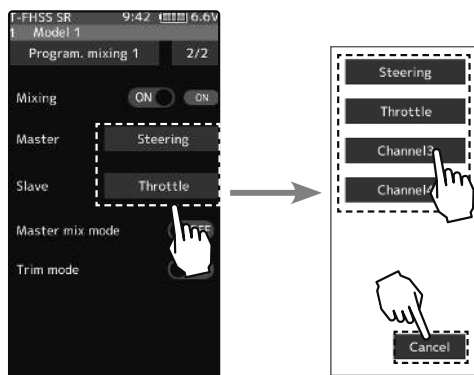 T-FHSS SR 9:42 6.6V
1 Model 1
Program. mixing 1 2/2
Mixing ON ON
Master Steering
Slave Throttle
Master mix mode
Trim mode
Steering
Throttle
Channel3
Channel4
Cancel